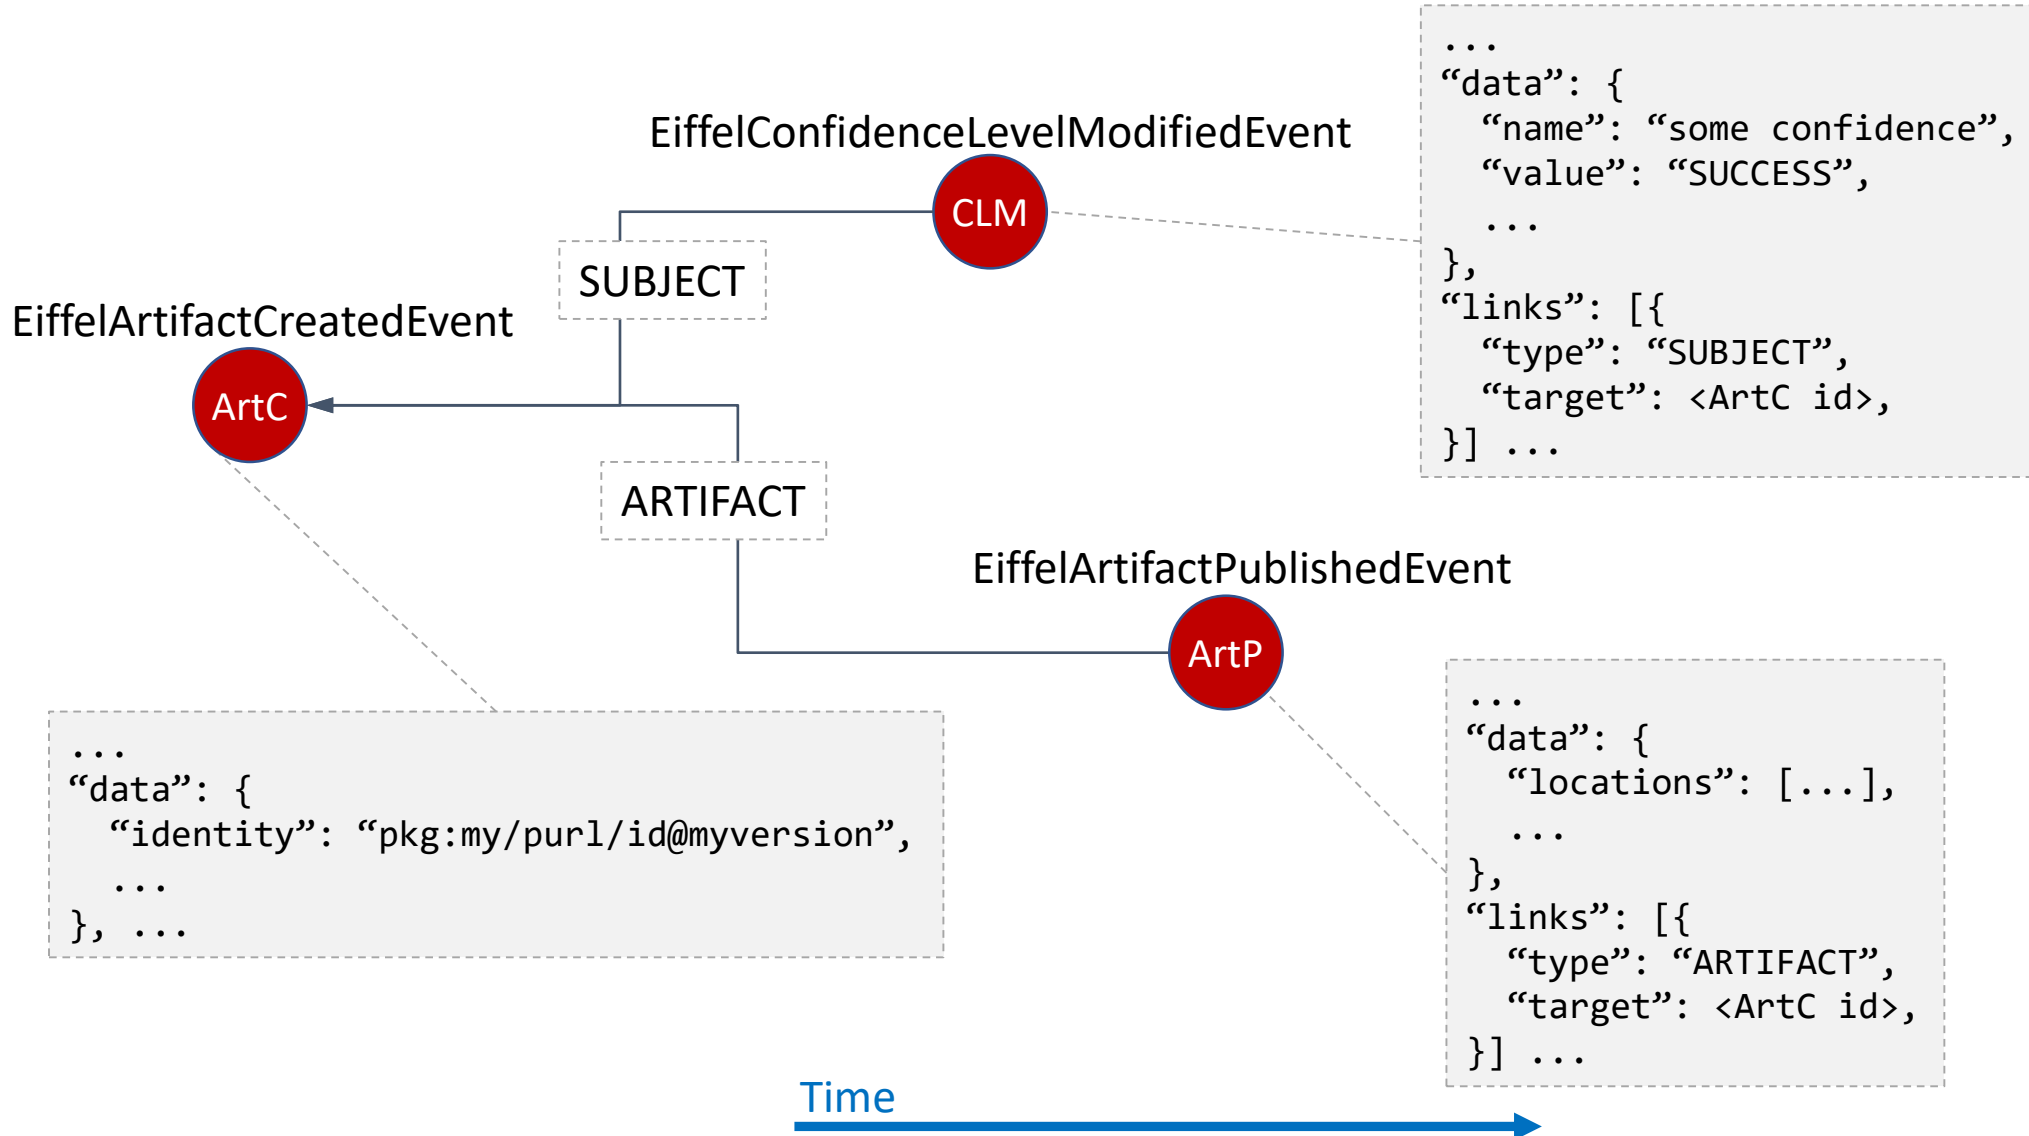 ...
“data”: {
“name”: “some confidence”,
“value”: “SUCCESS”,
...
},
“links”: [{
“type”: “SUBJECT”,
“target”: <ArtC id>,
}] ...
EiffelConfidenceLevelModifiedEvent
CLM
SUBJECT
EiffelArtifactCreatedEvent
ArtC
ARTIFACT
EiffelArtifactPublishedEvent
ArtP
...
“data”: {
“identity”: “pkg:my/purl/id@myversion”,
...
}, ...
...
“data”: {
“locations”: [...],
...
},
“links”: [{
“type”: “ARTIFACT”,
“target”: <ArtC id>,
}] ...
Time